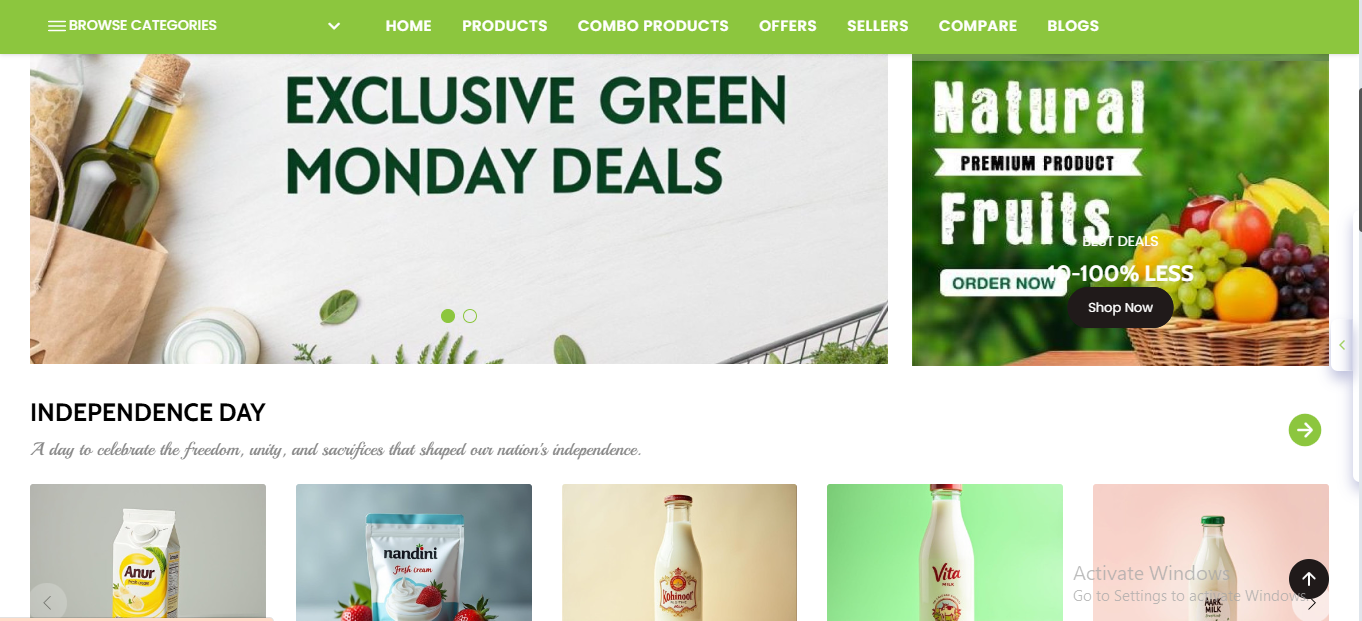 BROWSE CATEGORIES
HOME
PRODUCTS
COMBO PRODUCTS
OFFERS
SELLERS
COMPARE
BLOGS
EXCLUSIVE GREEN
MONDAY DEALS
Natural
PREMIUM PRODUCT
Fruits
BEST DEALS
10-100% LESS
ORDER NOW
Shop Now
INDEPENDENCE DAY
A day to celebrate the freedom, unity, and sacrifices that shaped our nation's independence.
Anur
nandini
Fresh cream
Kohinoor
Vita
MILK
MILK
Activate Windows
Go to Settings to activate Windows.